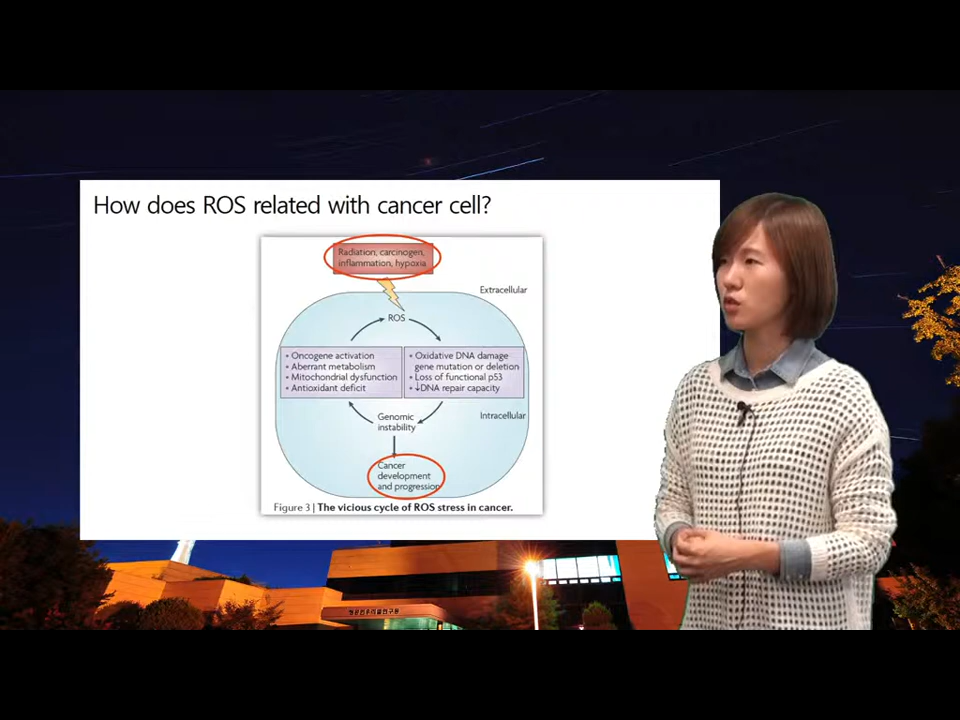 How does ROS related with cancer cell?
Radiation, carcinogen,
inflammation, hypoxia
Extracellular
ROS
• Oncogene activation
• Aberrant metabolism
• Mitochondrial dysfunction
• Antioxidant deficit
• Oxidative DNA damage
gene mutation or deletion
• Loss of functional p53
• ↓DNA repair capacity
Genomic
instability
Intracellular
Cancer
development
and progression
Figure 3 | The vicious cycle of ROS stress in cancer.